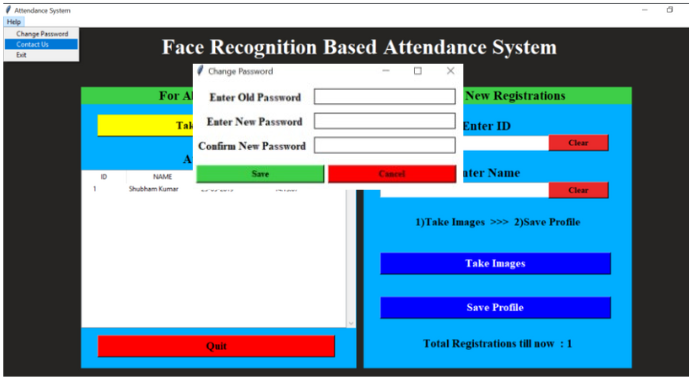 Attendance System
Help
Change Password
Contact Us
Exit
Face Recognition Based Attendance System
Change Password
Enter Old Password
Enter New Password
Confirm New Password
Save
Cancel
For A
Tak
A
ID NAME
1 Shubham Kumar
Quit
New Registrations
Enter ID
Clear
nter Name
Clear
1)Take Images >>> 2)Save Profile
Take Images
Save Profile
Total Registrations till now : 1